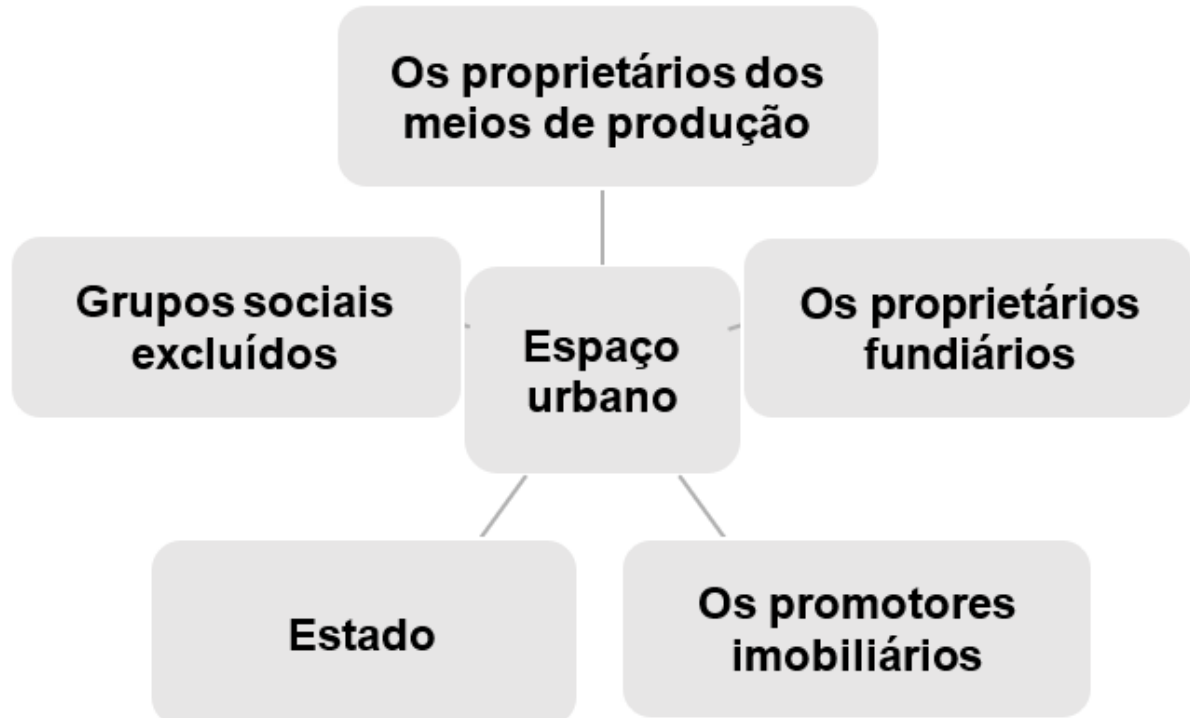 Os proprietários dos
meios de produção
Grupos sociais
excluídos
Espaço
urbano
Os proprietários
fundiários
Estado
Os promotores
imobiliários